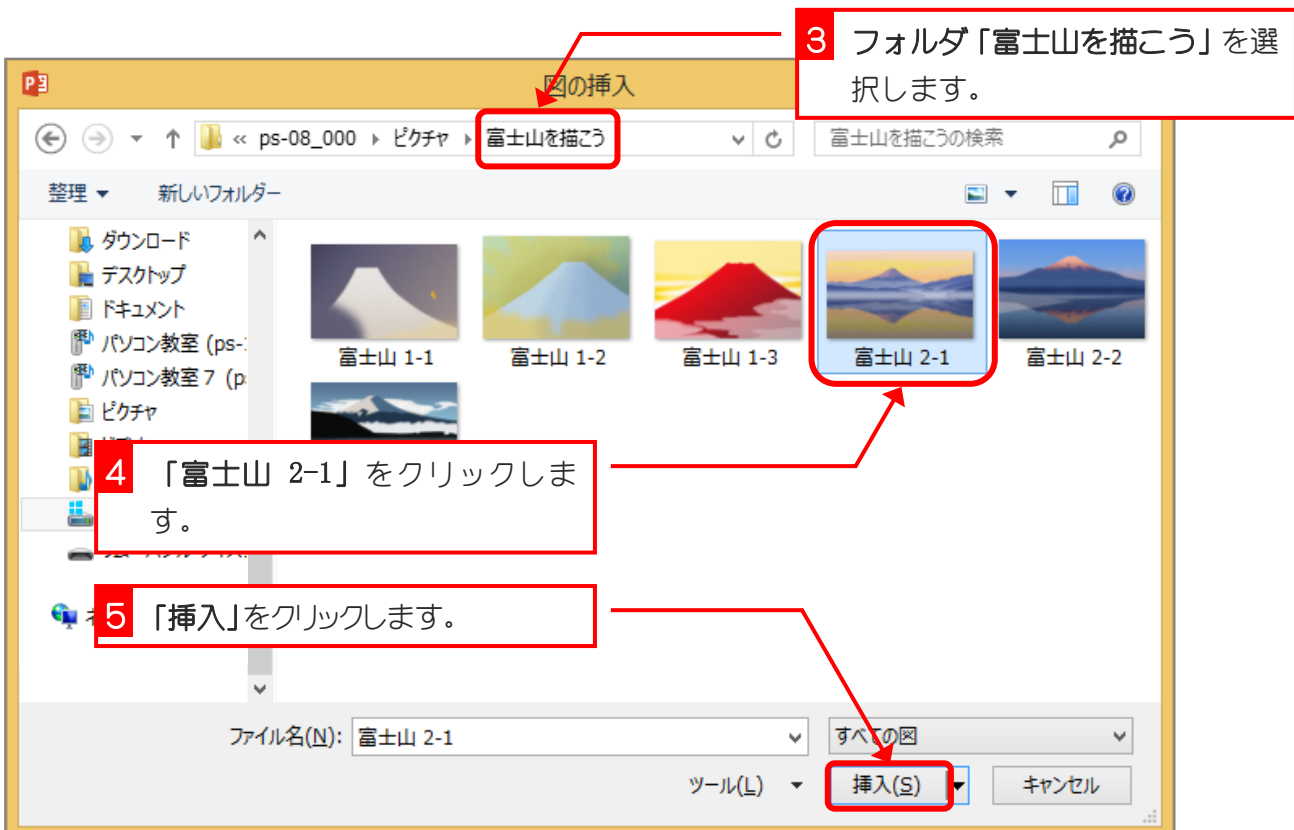 3 フォルダ「富士山を描こう」を選
択します。
図の挿入
« ps-08_000 ピクチャ 富士山を描こう
富士山を描こうの検索
整理 新しいフォルダー
ダウンロード
デスクトップ
ドキュメント
パソコン教室 (ps-
パソコン教室 7 (p
ピクチャ
富士山 1-1
富士山 1-2
富士山 1-3
富士山 2-1
富士山 2-2
4 「富士山 2-1」をクリックしま
す。
5 「挿入」をクリックします。
ファイル名(N): 富士山 2-1
すべての図
ツール(L)
挿入(S)
キャンセル